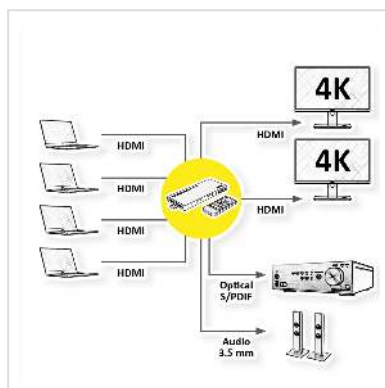 4K
HDMI
HDMI
4K
HDMI
HDMI
HDMI
HDMI
Optical
S/PDIF
Audio
3.5 mm